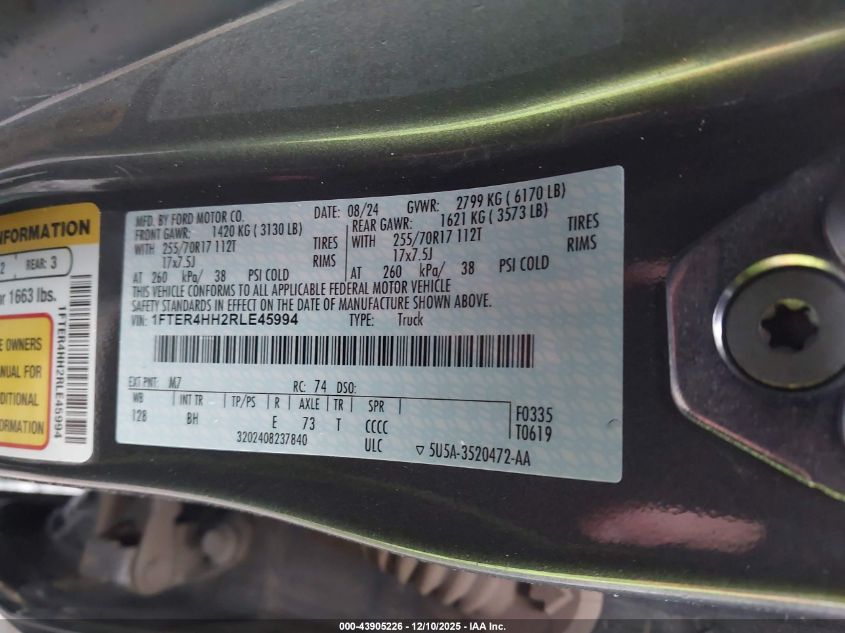 NFORMATION
2 REAR: 3
or 1663 lbs.
E OWNERS
ANUAL FOR
DITIONAL
ORMATION
1FTER4HH2RLE45994
MFD. BY FORD MOTOR CO. DATE: 08/24 GVWR: 2799 KG ( 6170 LB)
FRONT GAWR: 1420 KG ( 3130 LB) REAR GAWR: 1621 KG ( 3573 LB)
WITH 255/70R17 112T TIRES WITH 255/70R17 112T TIRES
17x7.5J RIMS 17x7.5J RIMS
AT 260 kPa/ 38 PSI COLD AT 260 kPa/ 38 PSI COLD
THIS VEHICLE CONFORMS TO ALL APPLICABLE FEDERAL MOTOR VEHICLE
SAFETY STANDARDS IN EFFECT ON THE DATE OF MANUFACTURE SHOWN ABOVE.
VIN: 1FTER4HH2RLE45994 TYPE: Truck
EXT PNT: M7 RC: 74 DSO:
WB INT TR TP/PS R AXLE TR SPR F0335
128 BH E 73 T CCCC T0619
3202408237840 ULC ▽ 5U5A-3520472-AA
000-43905226 - 12/10/2025 - IAA Inc.